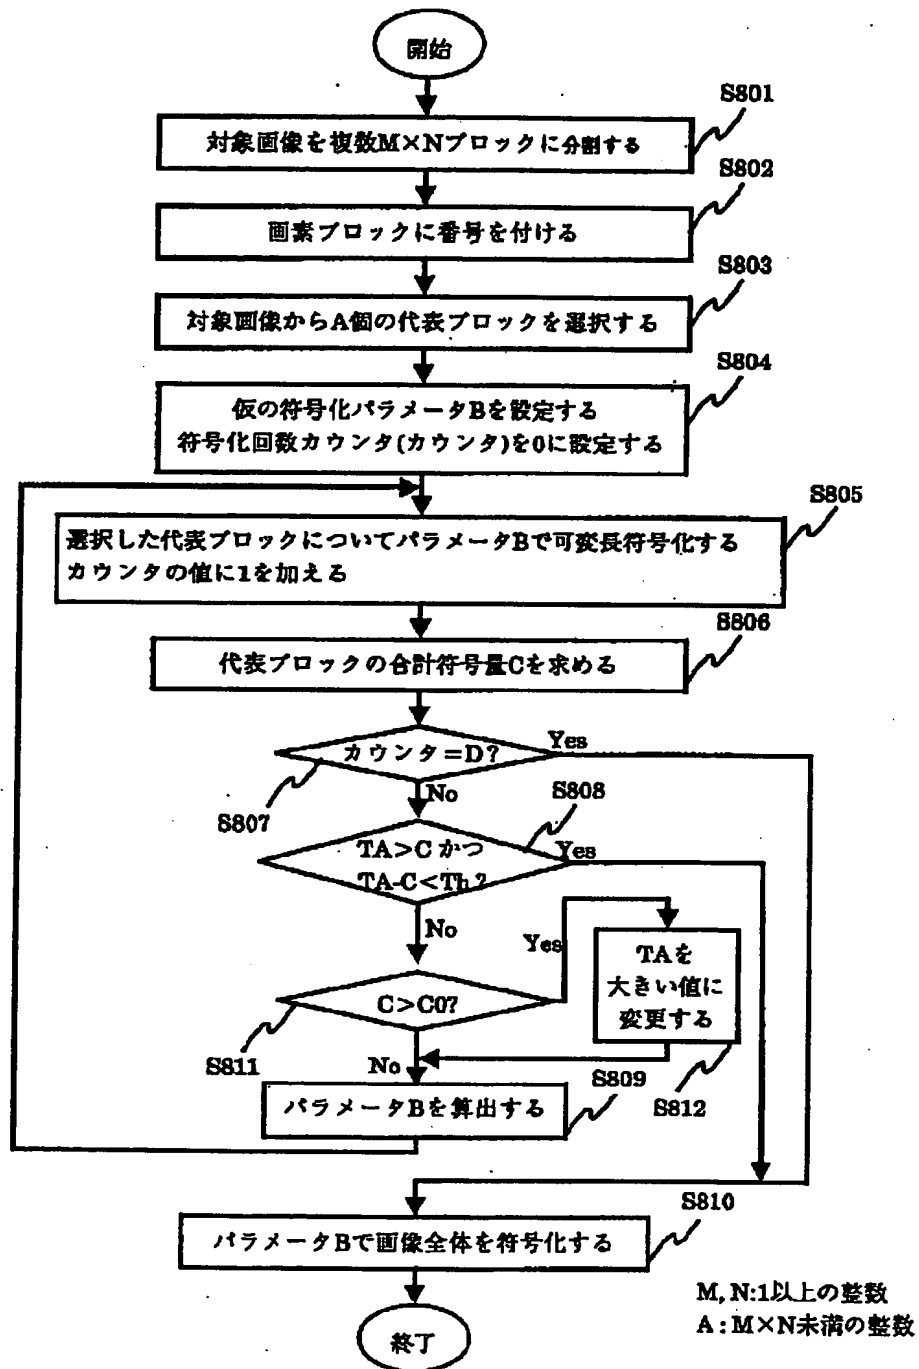 開始
S801
対象画像を複数M×Nブロックに分割する
S802
画素ブロックに番号を付ける
S803
対象画像からA個の代表ブロックを選択する
S804
仮の符号化パラメータBを設定する
符号化回数カウンタ(カウンタ)を0に設定する
S805
選択した代表ブロックについてパラメータBで可変長符号化する
カウンタの値に1を加える
S806
代表ブロックの合計符号量Cを求める
カウンタ=D?
Yes
No
S807
S808
TA>C かつ
TA-C<Th?
Yes
No
Yes
TAを
大きい値に
変更する
C>C0?
S811
No
S809
S812
パラメータBを算出する
S810
パラメータBで画像全体を符号化する
M, N:1以上の整数
A:M×N未満の整数
終了